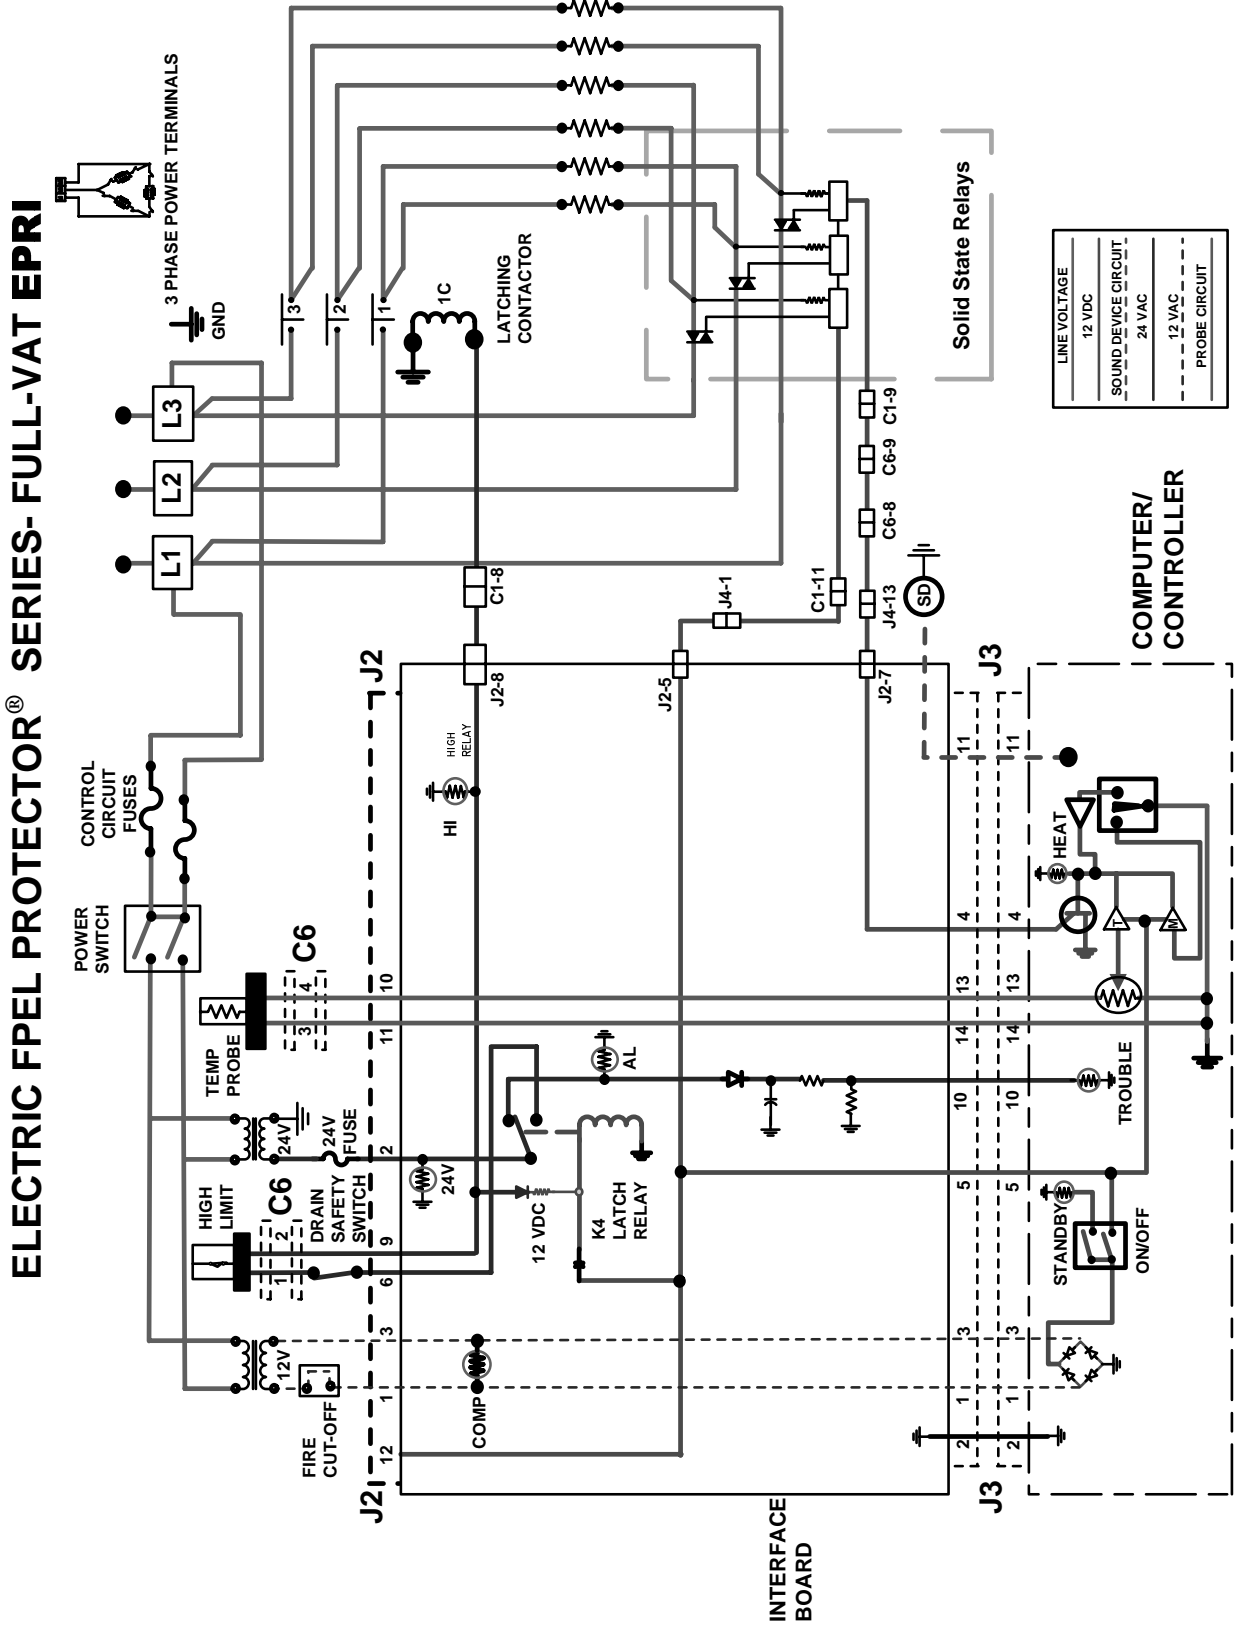 ELECTRIC FPEL PROTECTOR® SERIES- FULL-VAT EPRI
3 PHASE POWER TERMINALS
GND
CONTROL
CIRCUIT
FUSES
POWER
SWITCH
L1
L2
L3
3
2
1
1C
LATCHING
CONTACTOR
TEMP
PROBE
C6
3
4
HIGH
LIMIT
C6
1
2
24V
24V
FUSE
DRAIN
SAFETY
SWITCH
12V
FIRE
CUT-OFF
J2
J2
12
1
3
6
9
2
11
10
COMP
24V
12 VDC
K4
LATCH
RELAY
AL
HI
HIGH
RELAY
J2-8
C1-8
J2-5
J4-1
C1-11
J2-7
J4-13
C6-8
C6-9
C1-9
SD
Solid State Relays
INTERFACE
BOARD
J3
J3
2
1
3
5
10
14
13
4
11
2
1
3
5
10
14
13
4
11
STANDBY
ON/OFF
TROUBLE
HEAT
T
M
COMPUTER/
CONTROLLER
LINE VOLTAGE
12 VDC
SOUND DEVICE CIRCUIT
24 VAC
12 VAC
PROBE CIRCUIT